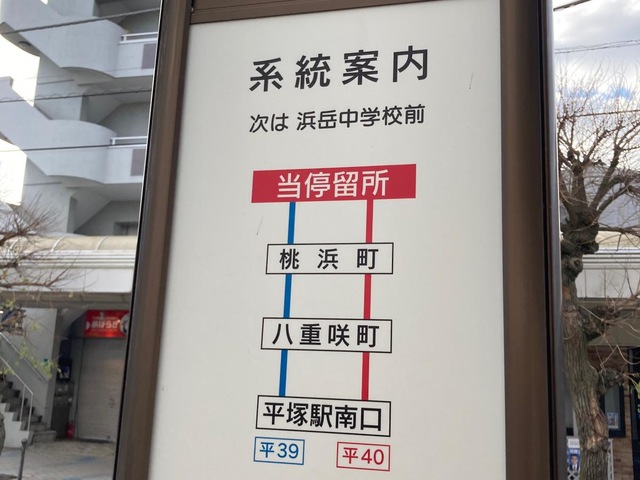 系統案内
次は 浜岳中学校前
当停留所
桃浜町
八重咲町
平塚駅南口
平39 平40